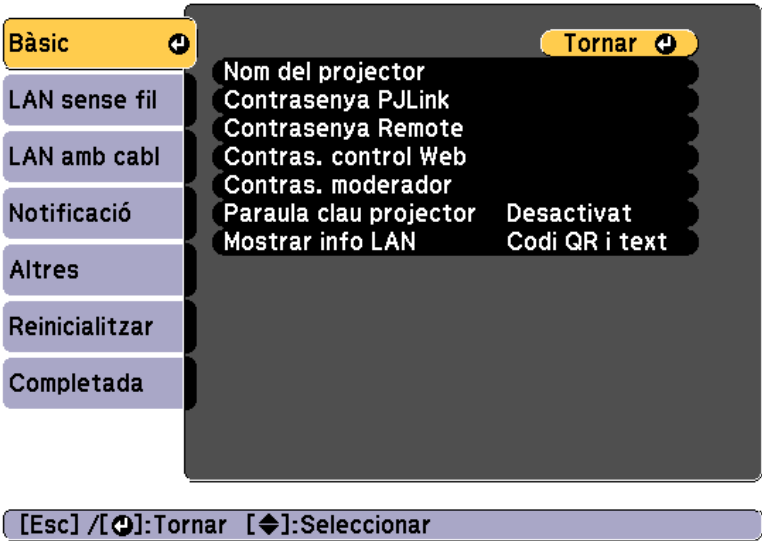 Bàsic
LAN sense fil
LAN amb cabl
Notificació
Altres
Reinicialitzar
Completada
Tornar
Nom del projector
Contrasenya PJLink
Contrasenya Remote
Contras. control Web
Contras. moderador
Paraula clau projector Desactivat
Mostrar info LAN Codi QR i text
[Esc] /[⏎]:Tornar [◆]:Seleccionar